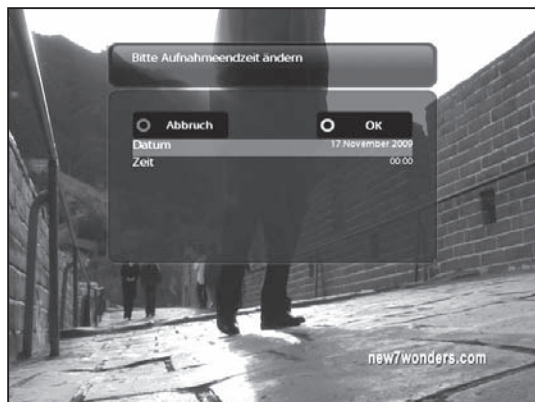 Bitte Aufnahmeendzeit ändern
Abbruch OK
Datum 17.November 2009
Zeit 00:00
new7wonders.com